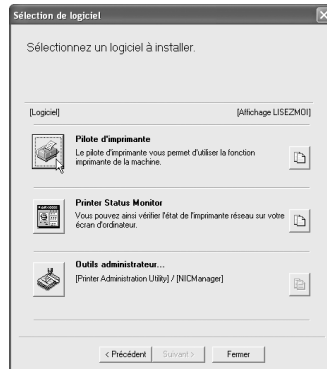 Sélection de logiciel
Sélectionnez un logiciel à installer.
[Logiciel] [Affichage LISEZMOI]
Pilote d'imprimante
Le pilote d'imprimante vous permet d'utiliser la fonction
imprimante de la machine.
Printer Status Monitor
Vous pouvez ainsi vérifier l'état de l'imprimante réseau sur votre
écran d'ordinateur.
Outils administrateur...
[Printer Administration Utility] / [NICManager]
< Précédent Suivant > Fermer